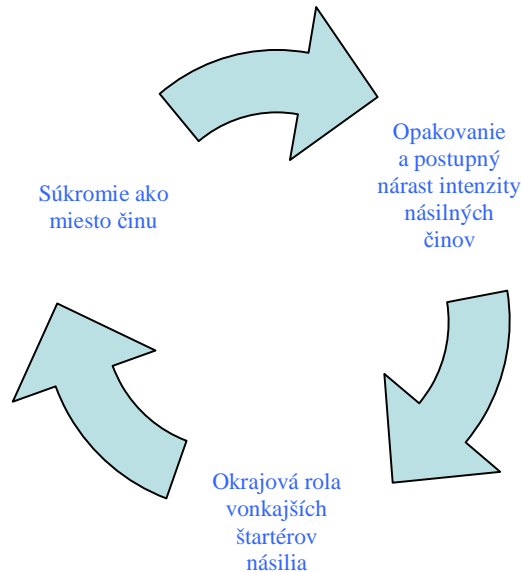 Opakovanie
a postupný
nárast intenzity
násilných
činov
Súkromie ako
miesto činu
Okrajová rola
vonkajších
štartérov
násilia